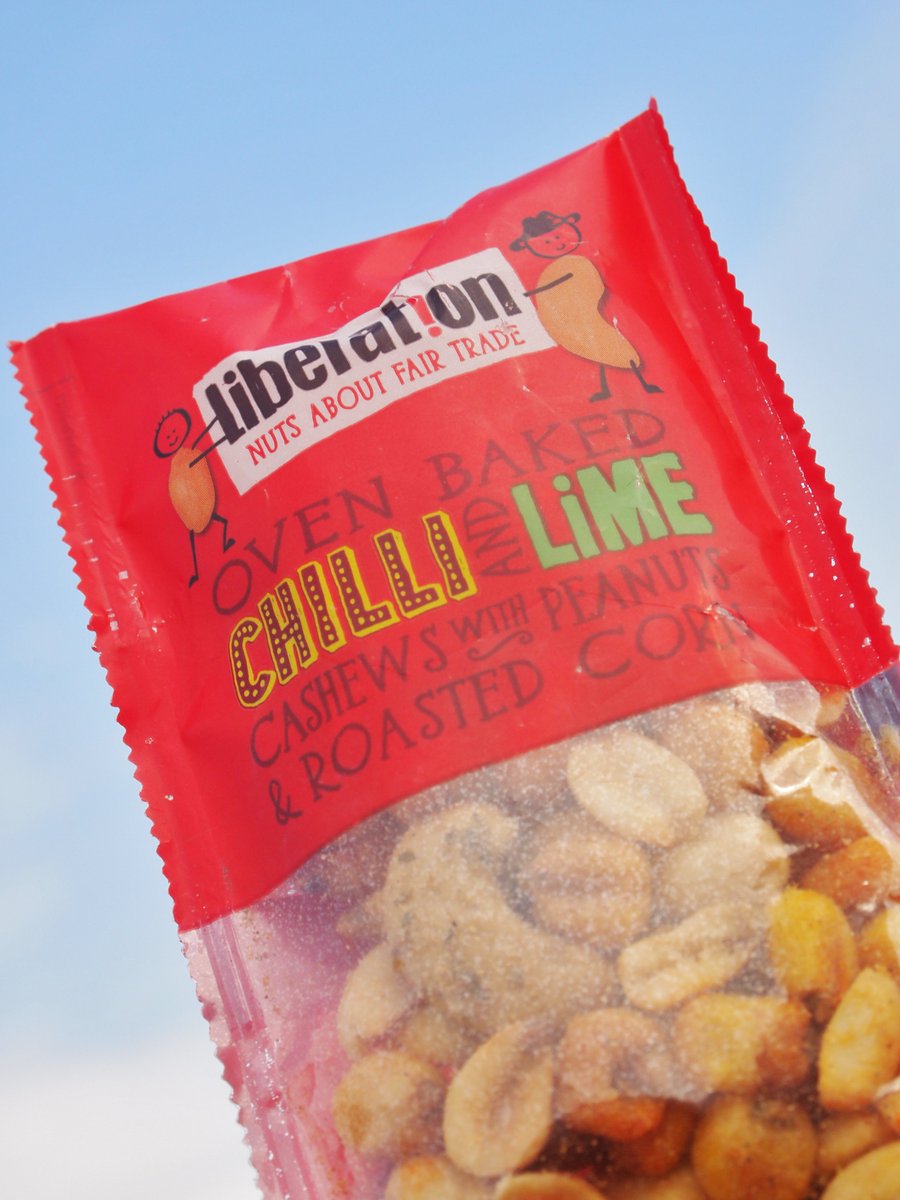 liberat!on
NUTS ABOUT FAIR TRADE
OVEN BAKED
CHILLI AND LiME
CASHEWS WITH PEANUTS
& ROASTED CORN